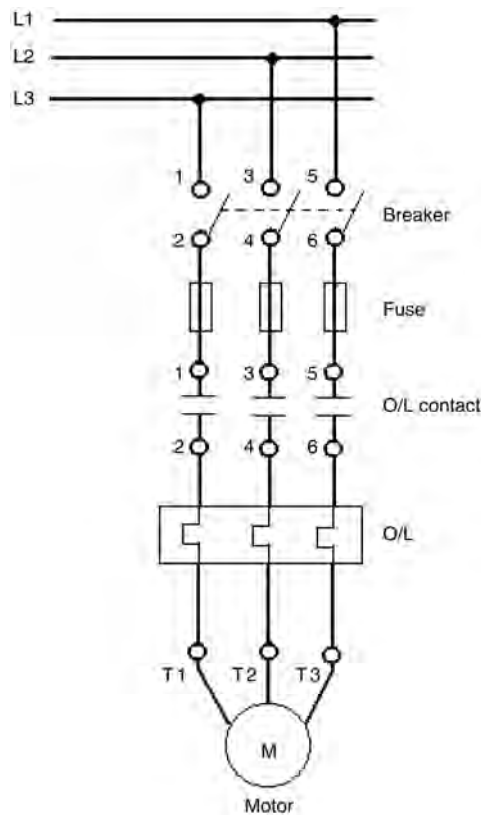 L1
L2
L3
1 3 5
Breaker
2 4 6
Fuse
1 3 5
O/L contact
2 4 6
O/L
T1 T2 T3
M
Motor